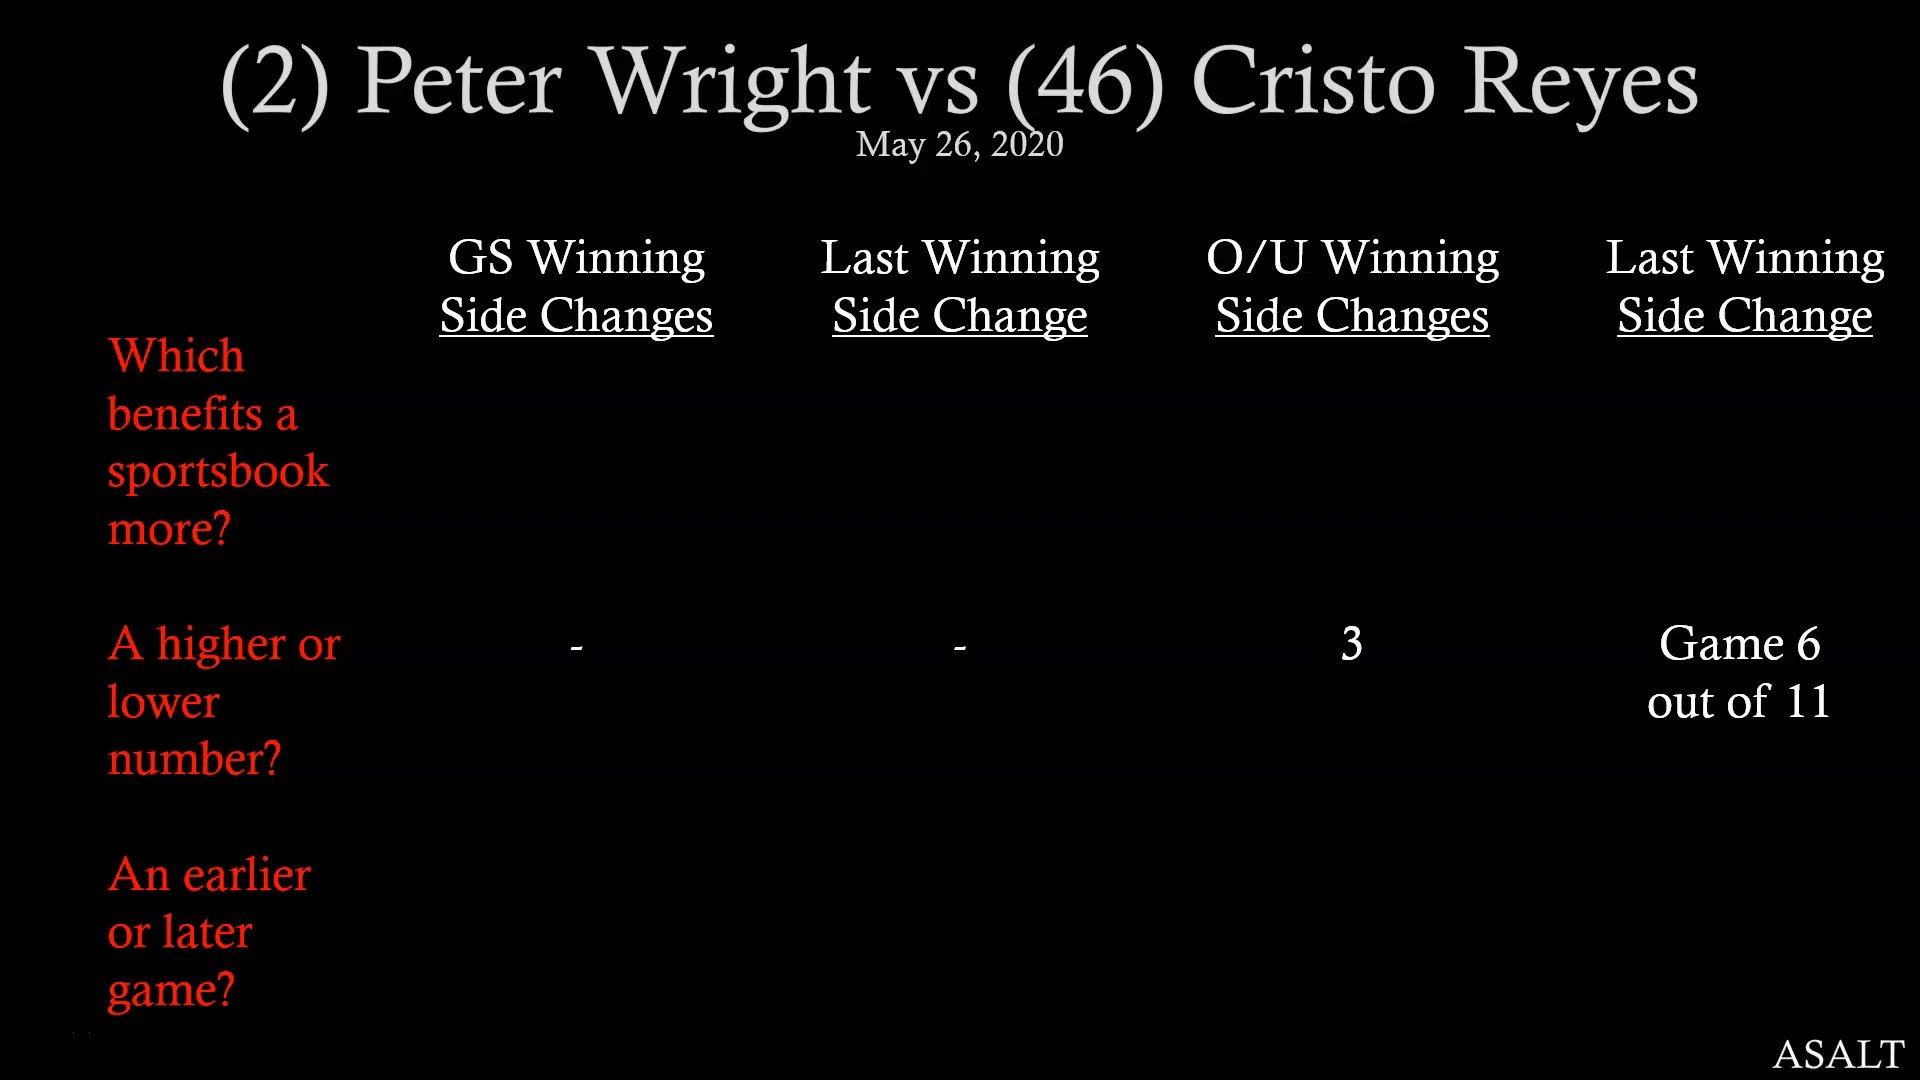 (2) Peter Wright vs (46) Cristo Reyes
May 26, 2020
GS Winning Side Changes
Last Winning Side Change
O/U Winning Side Changes
Last Winning Side Change
Which
benefits a
sportsbook
more?
A higher or
lower
number?
-
-
3
Game 6
out of 11
An earlier
or later
game?
ASALT